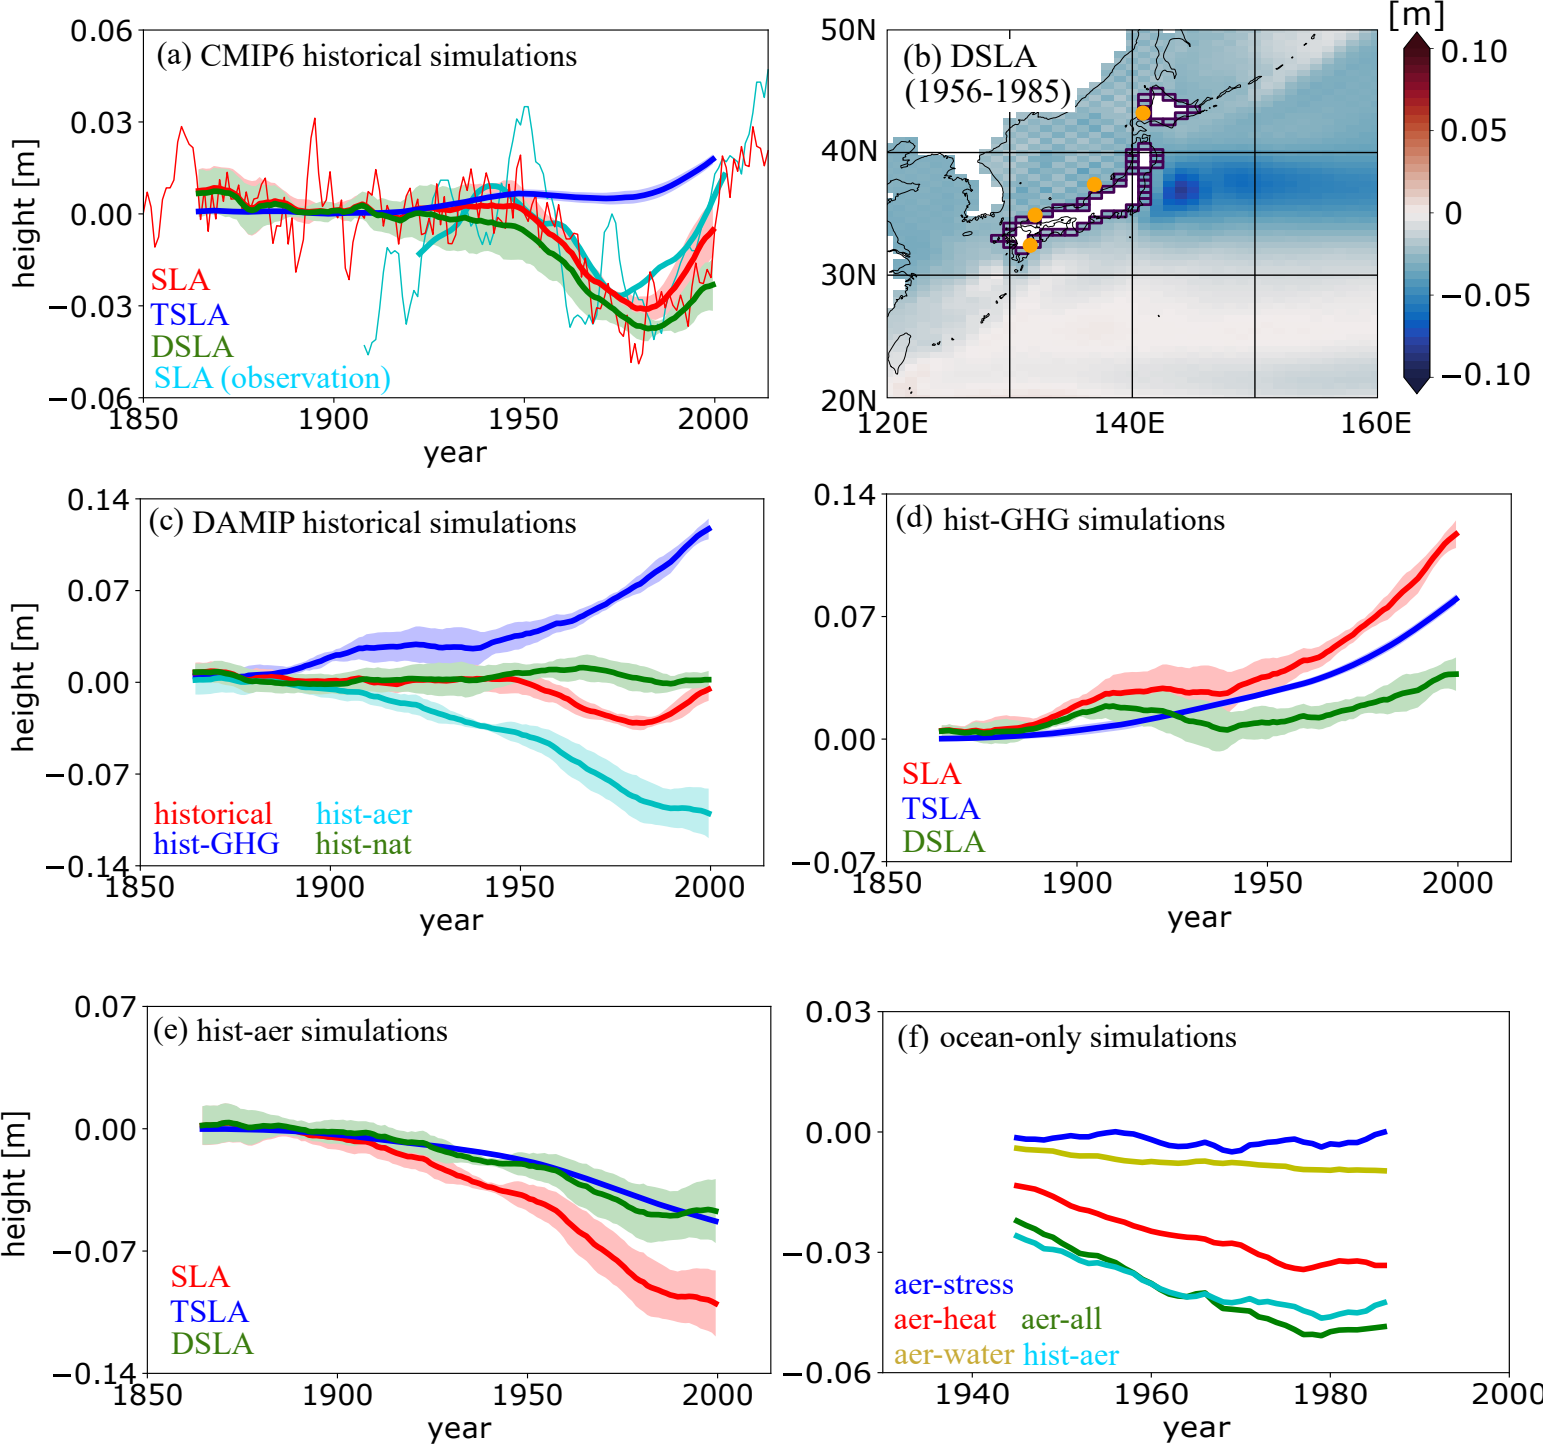 (a) CMIP6 historical simulations
0.06
0.03
0.00
−0.03
−0.06
height [m]
SLA
TSLA
DSLA
SLA (observation)
1850
1900
1950
2000
year
[m]
(b) DSLA
(1956-1985)
50N
40N
30N
20N
120E
140E
160E
0.10
0.05
0
−0.05
−0.10
(c) DAMIP historical simulations
0.14
0.07
0.00
−0.07
−0.14
height [m]
historical hist-aer
hist-GHG hist-nat
1850
1900
1950
2000
year
(d) hist-GHG simulations
0.14
0.07
0.00
−0.07
SLA
TSLA
DSLA
1850
1900
1950
2000
year
(e) hist-aer simulations
0.07
0.00
−0.07
−0.14
height [m]
SLA
TSLA
DSLA
1850
1900
1950
2000
year
(f) ocean-only simulations
0.03
0.00
−0.03
−0.06
aer-stress
aer-heat aer-all
aer-water hist-aer
1940
1960
1980
2000
year